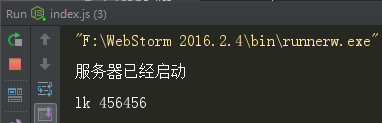 Run index.js (3)
"F:\WebStorm 2016.2.4\bin\runnerw.exe"
服务器已经启动
lk 456456